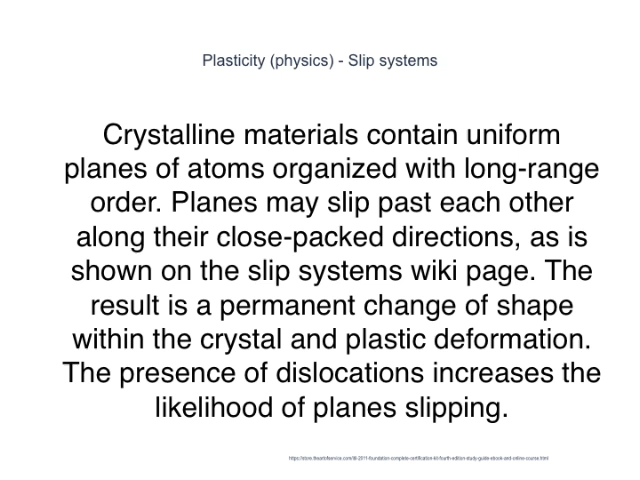 Plasticity (physics) - Slip systems
Crystalline materials contain uniform
planes of atoms organized with long-range
order. Planes may slip past each other
along their close-packed directions, as is
shown on the slip systems wiki page. The
result is a permanent change of shape
within the crystal and plastic deformation.
The presence of dislocations increases the
likelihood of planes slipping.